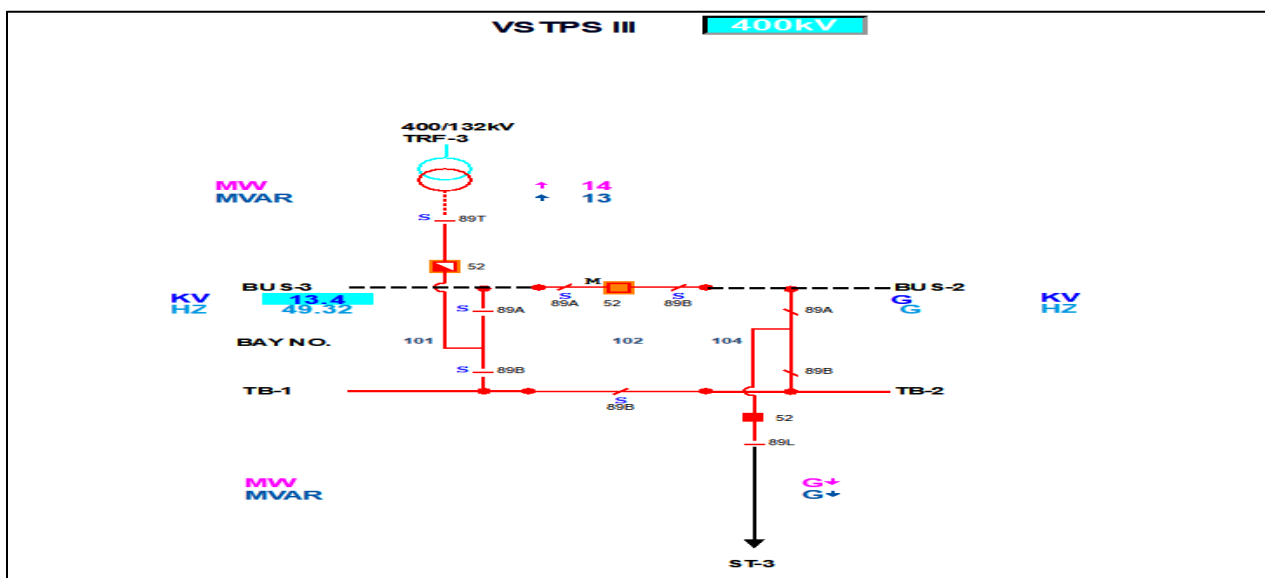 VSTPS III 400kV
400/132kV
TRF-3
MW ↑ 14
MVAR ↑ 13
S 89T
52
BUS-3 M BUS-2
89A S 52 S 89B
KV 13.4 S 89A G 89A KV
HZ 49.32 G HZ
BAY NO. 101 102 104
S 89B 89B
TB-1 S TB-2
89B
52
89L
MW G↓
MVAR G↓
ST-3